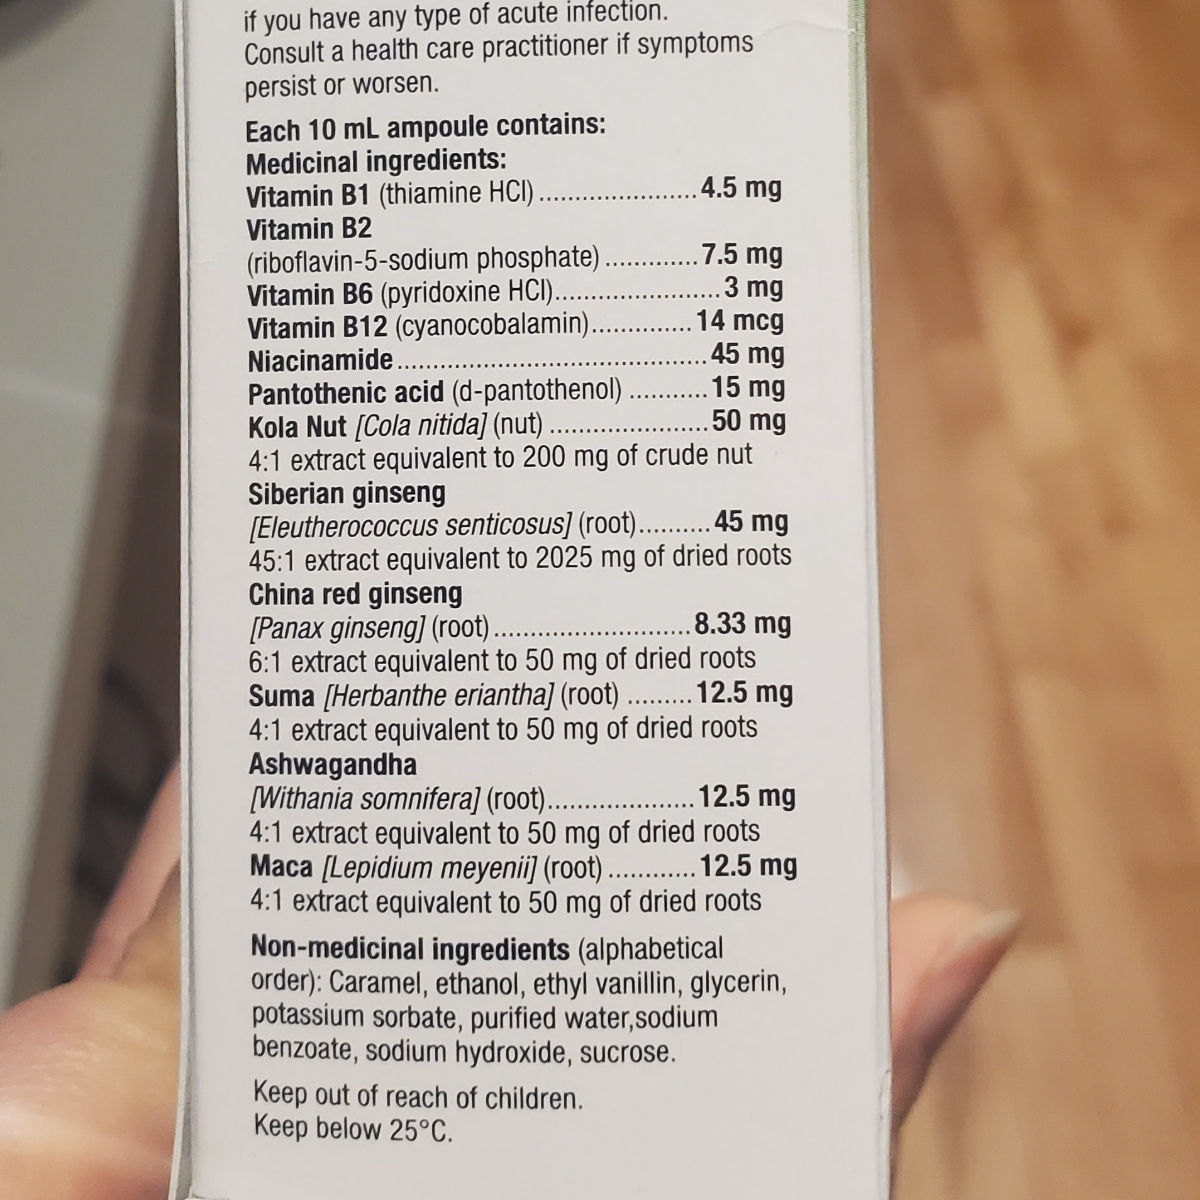 if you have any type of acute infection.
Consult a health care practitioner if symptoms
persist or worsen.
Each 10 mL ampoule contains:
Medicinal ingredients:
Vitamin B1 (thiamine HCl) ...................... 4.5 mg
Vitamin B2
(riboflavin-5-sodium phosphate) ............. 7.5 mg
Vitamin B6 (pyridoxine HCl)....................... 3 mg
Vitamin B12 (cyanocobalamin).............. 14 mcg
Niacinamide .......................................... 45 mg
Pantothenic acid (d-pantothenol) ........... 15 mg
Kola Nut [Cola nitida] (nut) ...................... 50 mg
4:1 extract equivalent to 200 mg of crude nut
Siberian ginseng
[Eleutherococcus senticosus] (root).......... 45 mg
45:1 extract equivalent to 2025 mg of dried roots
China red ginseng
[Panax ginseng] (root) ........................... 8.33 mg
6:1 extract equivalent to 50 mg of dried roots
Suma [Herbanthe eriantha] (root) ......... 12.5 mg
4:1 extract equivalent to 50 mg of dried roots
Ashwagandha
[Withania somnifera] (root).................... 12.5 mg
4:1 extract equivalent to 50 mg of dried roots
Maca [Lepidium meyenii] (root) ............ 12.5 mg
4:1 extract equivalent to 50 mg of dried roots
Non-medicinal ingredients (alphabetical
order): Caramel, ethanol, ethyl vanillin, glycerin,
potassium sorbate, purified water,sodium
benzoate, sodium hydroxide, sucrose.
Keep out of reach of children.
Keep below 25°C.